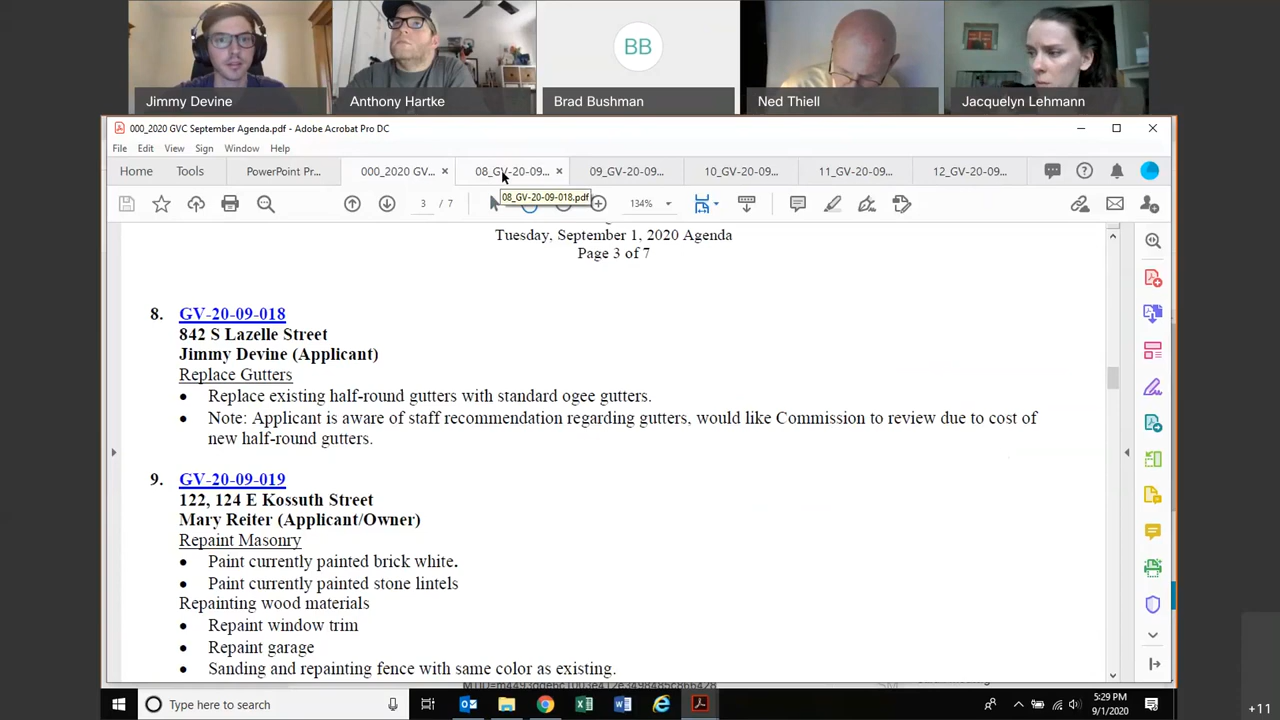 BB
Jimmy Devine
Anthony Hartke
Brad Bushman
Ned Thiell
Jacquelyn Lehmann
000_2020 GVC September Agenda.pdf - Adobe Acrobat Pro DC
File Edit View Sign Window Help
Home Tools PowerPoint Pr... 000_2020 GV... × 08_GV-20-09... × 09_GV-20-09... 10_GV-20-09... 11_GV-20-09... 12_GV-20-09...
08_GV-20-09-018.pdf
3 / 7 134%
Tuesday, September 1, 2020 Agenda
Page 3 of 7
8. GV-20-09-018
842 S Lazelle Street
Jimmy Devine (Applicant)
Replace Gutters
• Replace existing half-round gutters with standard ogee gutters.
• Note: Applicant is aware of staff recommendation regarding gutters, would like Commission to review due to cost of
new half-round gutters.
9. GV-20-09-019
122, 124 E Kossuth Street
Mary Reiter (Applicant/Owner)
Repaint Masonry
• Paint currently painted brick white.
• Paint currently painted stone lintels
Repainting wood materials
• Repaint window trim
• Repaint garage
• Sanding and repainting fence with same color as existing.
Type here to search
5:29 PM
9/1/2020
+11